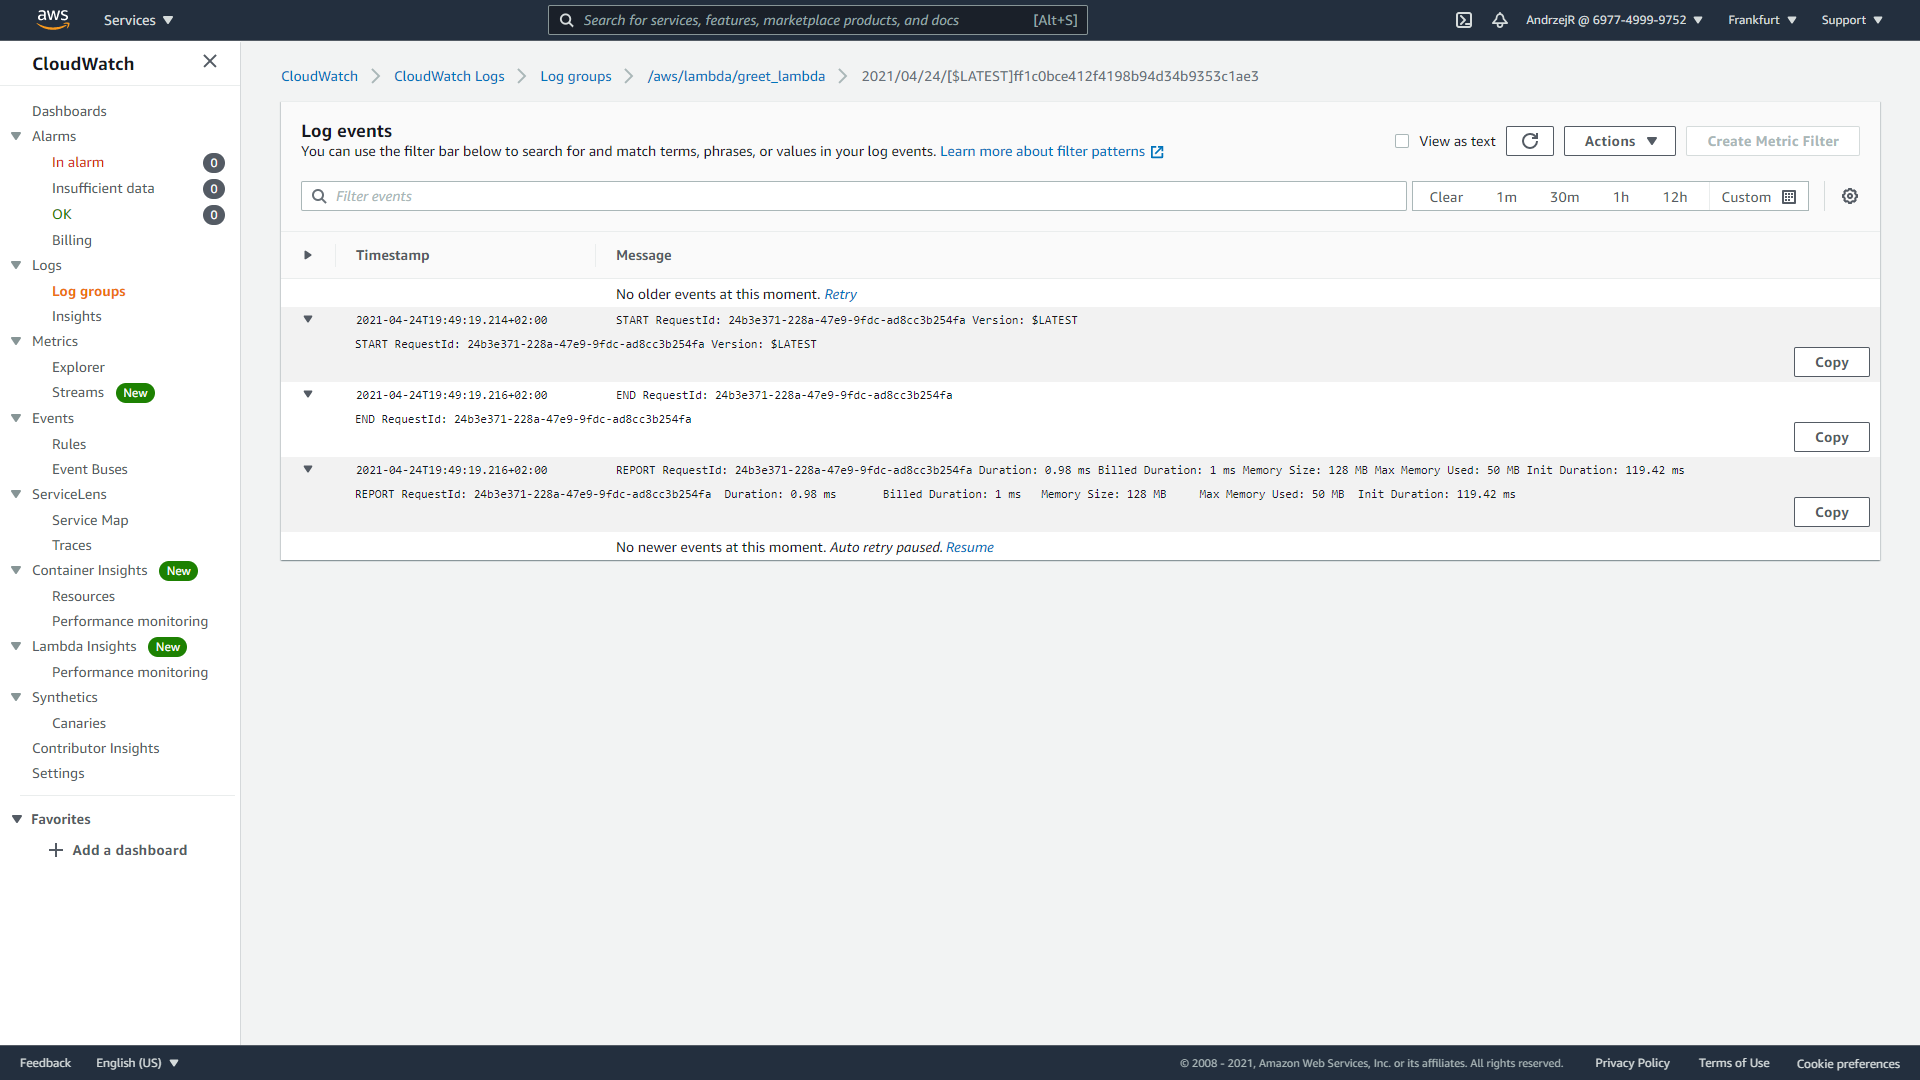 aws
Services
Search for services, features, marketplace products, and docs [Alt+S]
AndrzejR @ 6977-4999-9752
Frankfurt
Support
CloudWatch
Dashboards
Alarms
In alarm 0
Insufficient data 0
OK 0
Billing
Logs
Log groups
Insights
Metrics
Explorer
Streams New
Events
Rules
Event Buses
ServiceLens
Service Map
Traces
Container Insights New
Resources
Performance monitoring
Lambda Insights New
Performance monitoring
Synthetics
Canaries
Contributor Insights
Settings
Favorites
Add a dashboard
CloudWatch
CloudWatch Logs
Log groups
/aws/lambda/greet_lambda
2021/04/24/[$LATEST]ff1c0bce412f4198b94d34b9353c1ae3
Log events
You can use the filter bar below to search for and match terms, phrases, or values in your log events. Learn more about filter patterns
View as text
Actions
Create Metric Filter
Filter events
Clear 1m 30m 1h 12h Custom
Timestamp Message
No older events at this moment. Retry
2021-04-24T19:49:19.214+02:00 START RequestId: 24b3e371-228a-47e9-9fdc-ad8cc3b254fa Version: $LATEST
START RequestId: 24b3e371-228a-47e9-9fdc-ad8cc3b254fa Version: $LATEST
Copy
2021-04-24T19:49:19.216+02:00 END RequestId: 24b3e371-228a-47e9-9fdc-ad8cc3b254fa
END RequestId: 24b3e371-228a-47e9-9fdc-ad8cc3b254fa
Copy
2021-04-24T19:49:19.216+02:00 REPORT RequestId: 24b3e371-228a-47e9-9fdc-ad8cc3b254fa Duration: 0.98 ms Billed Duration: 1 ms Memory Size: 128 MB Max Memory Used: 50 MB Init Duration: 119.42 ms
REPORT RequestId: 24b3e371-228a-47e9-9fdc-ad8cc3b254fa Duration: 0.98 ms Billed Duration: 1 ms Memory Size: 128 MB Max Memory Used: 50 MB Init Duration: 119.42 ms
Copy
No newer events at this moment. Auto retry paused. Resume
Feedback
English (US)
© 2008 - 2021, Amazon Web Services, Inc. or its affiliates. All rights reserved.
Privacy Policy
Terms of Use
Cookie preferences